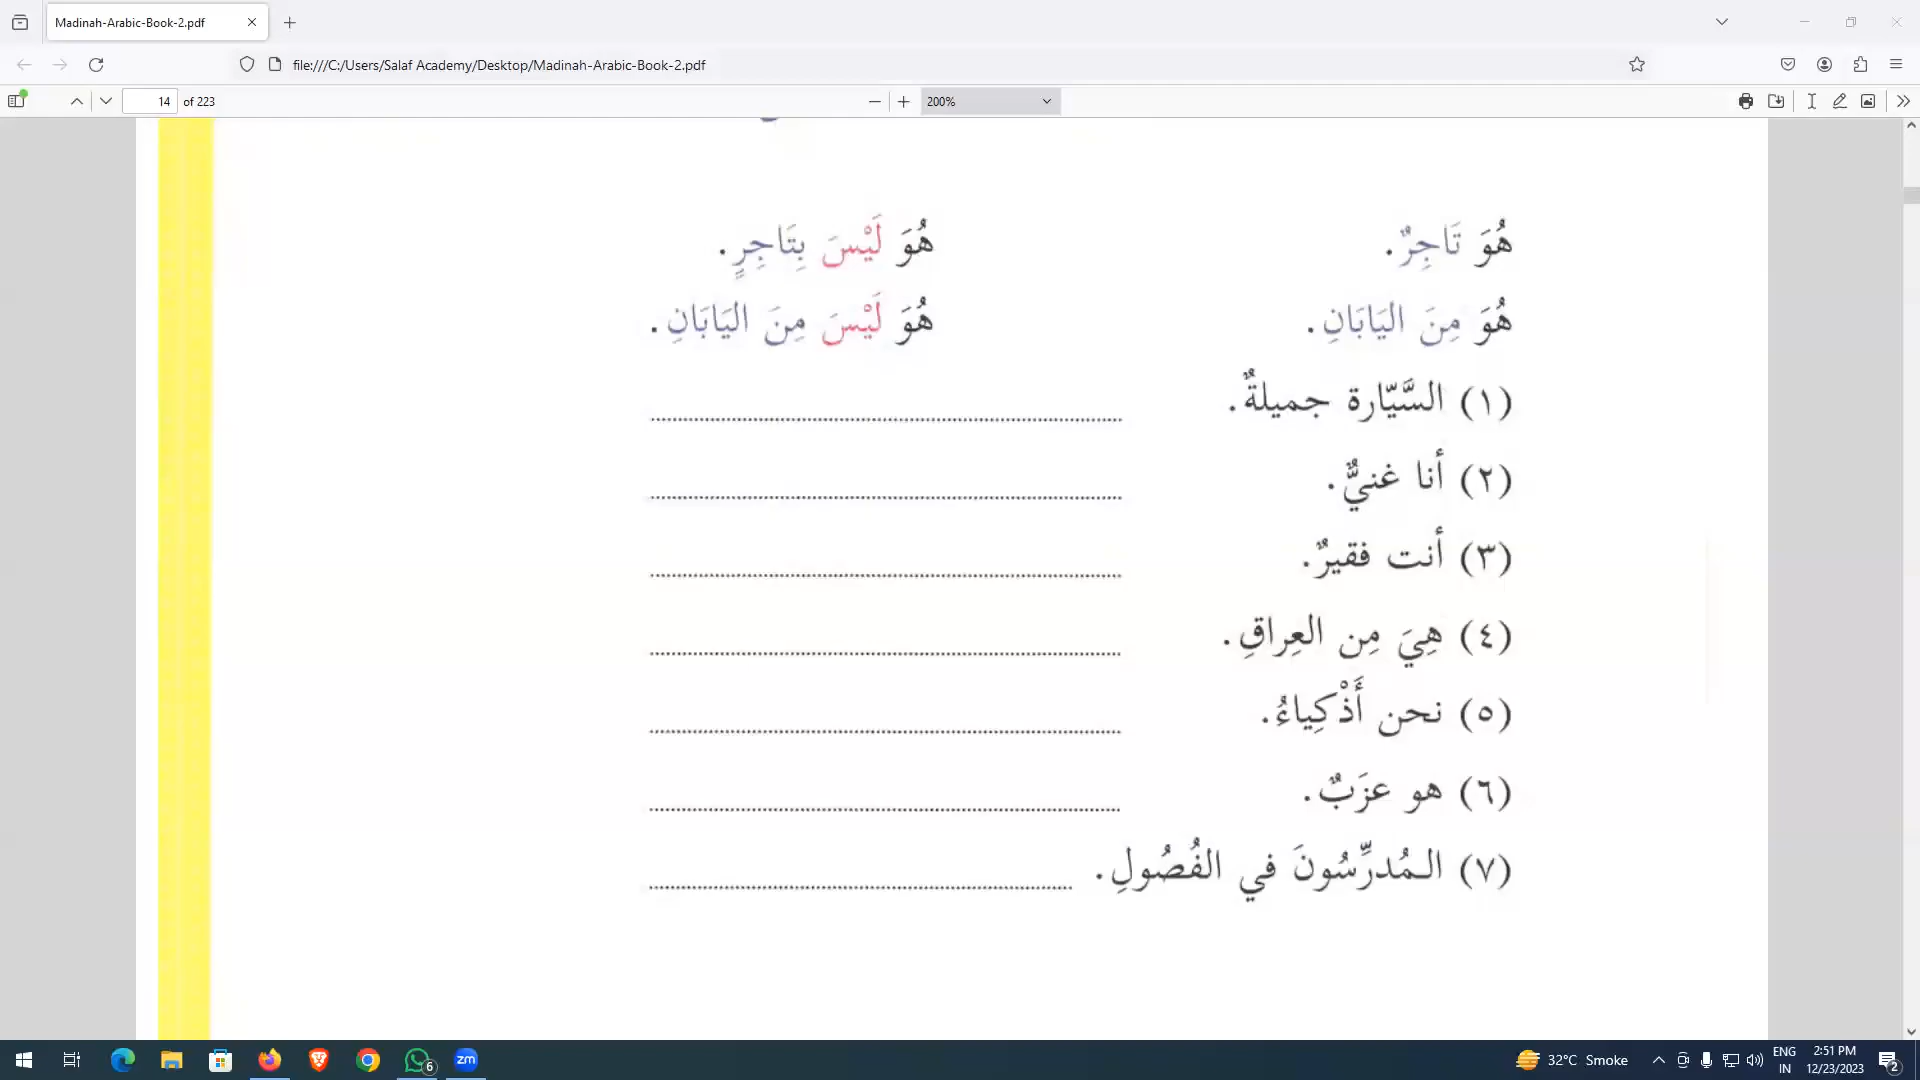 Madinah-Arabic-Book-2.pdf
file:///C:/Users/Salaf Academy/Desktop/Madinah-Arabic-Book-2.pdf
14 of 223
200%
هُوَ تَاجِرٌ. هُوَ لَيْسَ بِتَاجِرٍ.
هُوَ مِنَ اليَابَانِ. هُوَ لَيْسَ مِنَ اليَابَانِ.
(١) السَّيّارة جميلةٌ. ........................
(٢) أنا غنيٌّ. ........................
(٣) أنت فقيرٌ. ........................
(٤) هِيَ مِن العِراقِ. ........................
(٥) نحن أَذْكِياءُ. ........................
(٦) هو عزَبٌ. ........................
(٧) الـمُدرِّسُونَ في الفُصُولِ. ........................
6
zm
32°C Smoke
ENG
IN
2:51 PM
12/23/2023
2